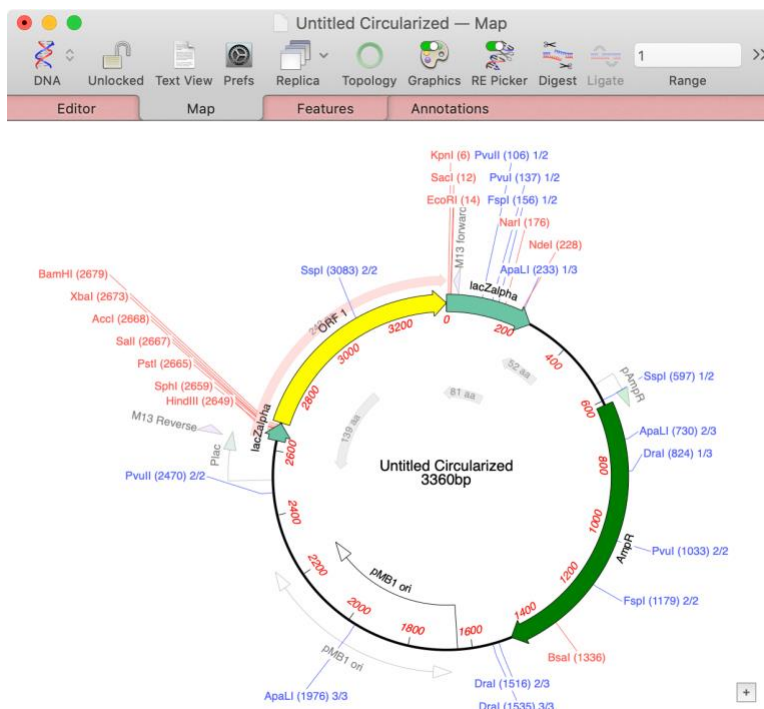 Untitled Circularized — Map
DNA
Unlocked
Text View
Prefs
Replica
Topology
Graphics
RE Picker
Digest
Ligate
1
Range
>>
Editor
Map
Features
Annotations
KpnI (6)
PvuII (106) 1/2
SacI (12)
PvuI (137) 1/2
EcoRI (14)
FspI (156) 1/2
M13 forward
NarI (176)
NdeI (228)
ApaLI (233) 1/3
lacZalpha
SspI (3083) 2/2
BamHI (2679)
XbaI (2673)
AccI (2668)
SalI (2667)
PstI (2665)
SphI (2659)
HindIII (2649)
M13 Reverse
Plac
lacZalpha
ORF 1
PvuII (2470) 2/2
0
200
400
600
800
1000
1200
1400
1600
1800
2000
2200
2400
2600
2800
3000
3200
52 aa
81 aa
139 aa
pAmpR
SspI (597) 1/2
ApaLI (730) 2/3
DraI (824) 1/3
Untitled Circularized
3360bp
AmpR
PvuI (1033) 2/2
FspI (1179) 2/2
BsaI (1336)
pMB1 ori
pMB1 ori
ApaLI (1976) 3/3
DraI (1516) 2/3
DraI (1535) 3/3
+